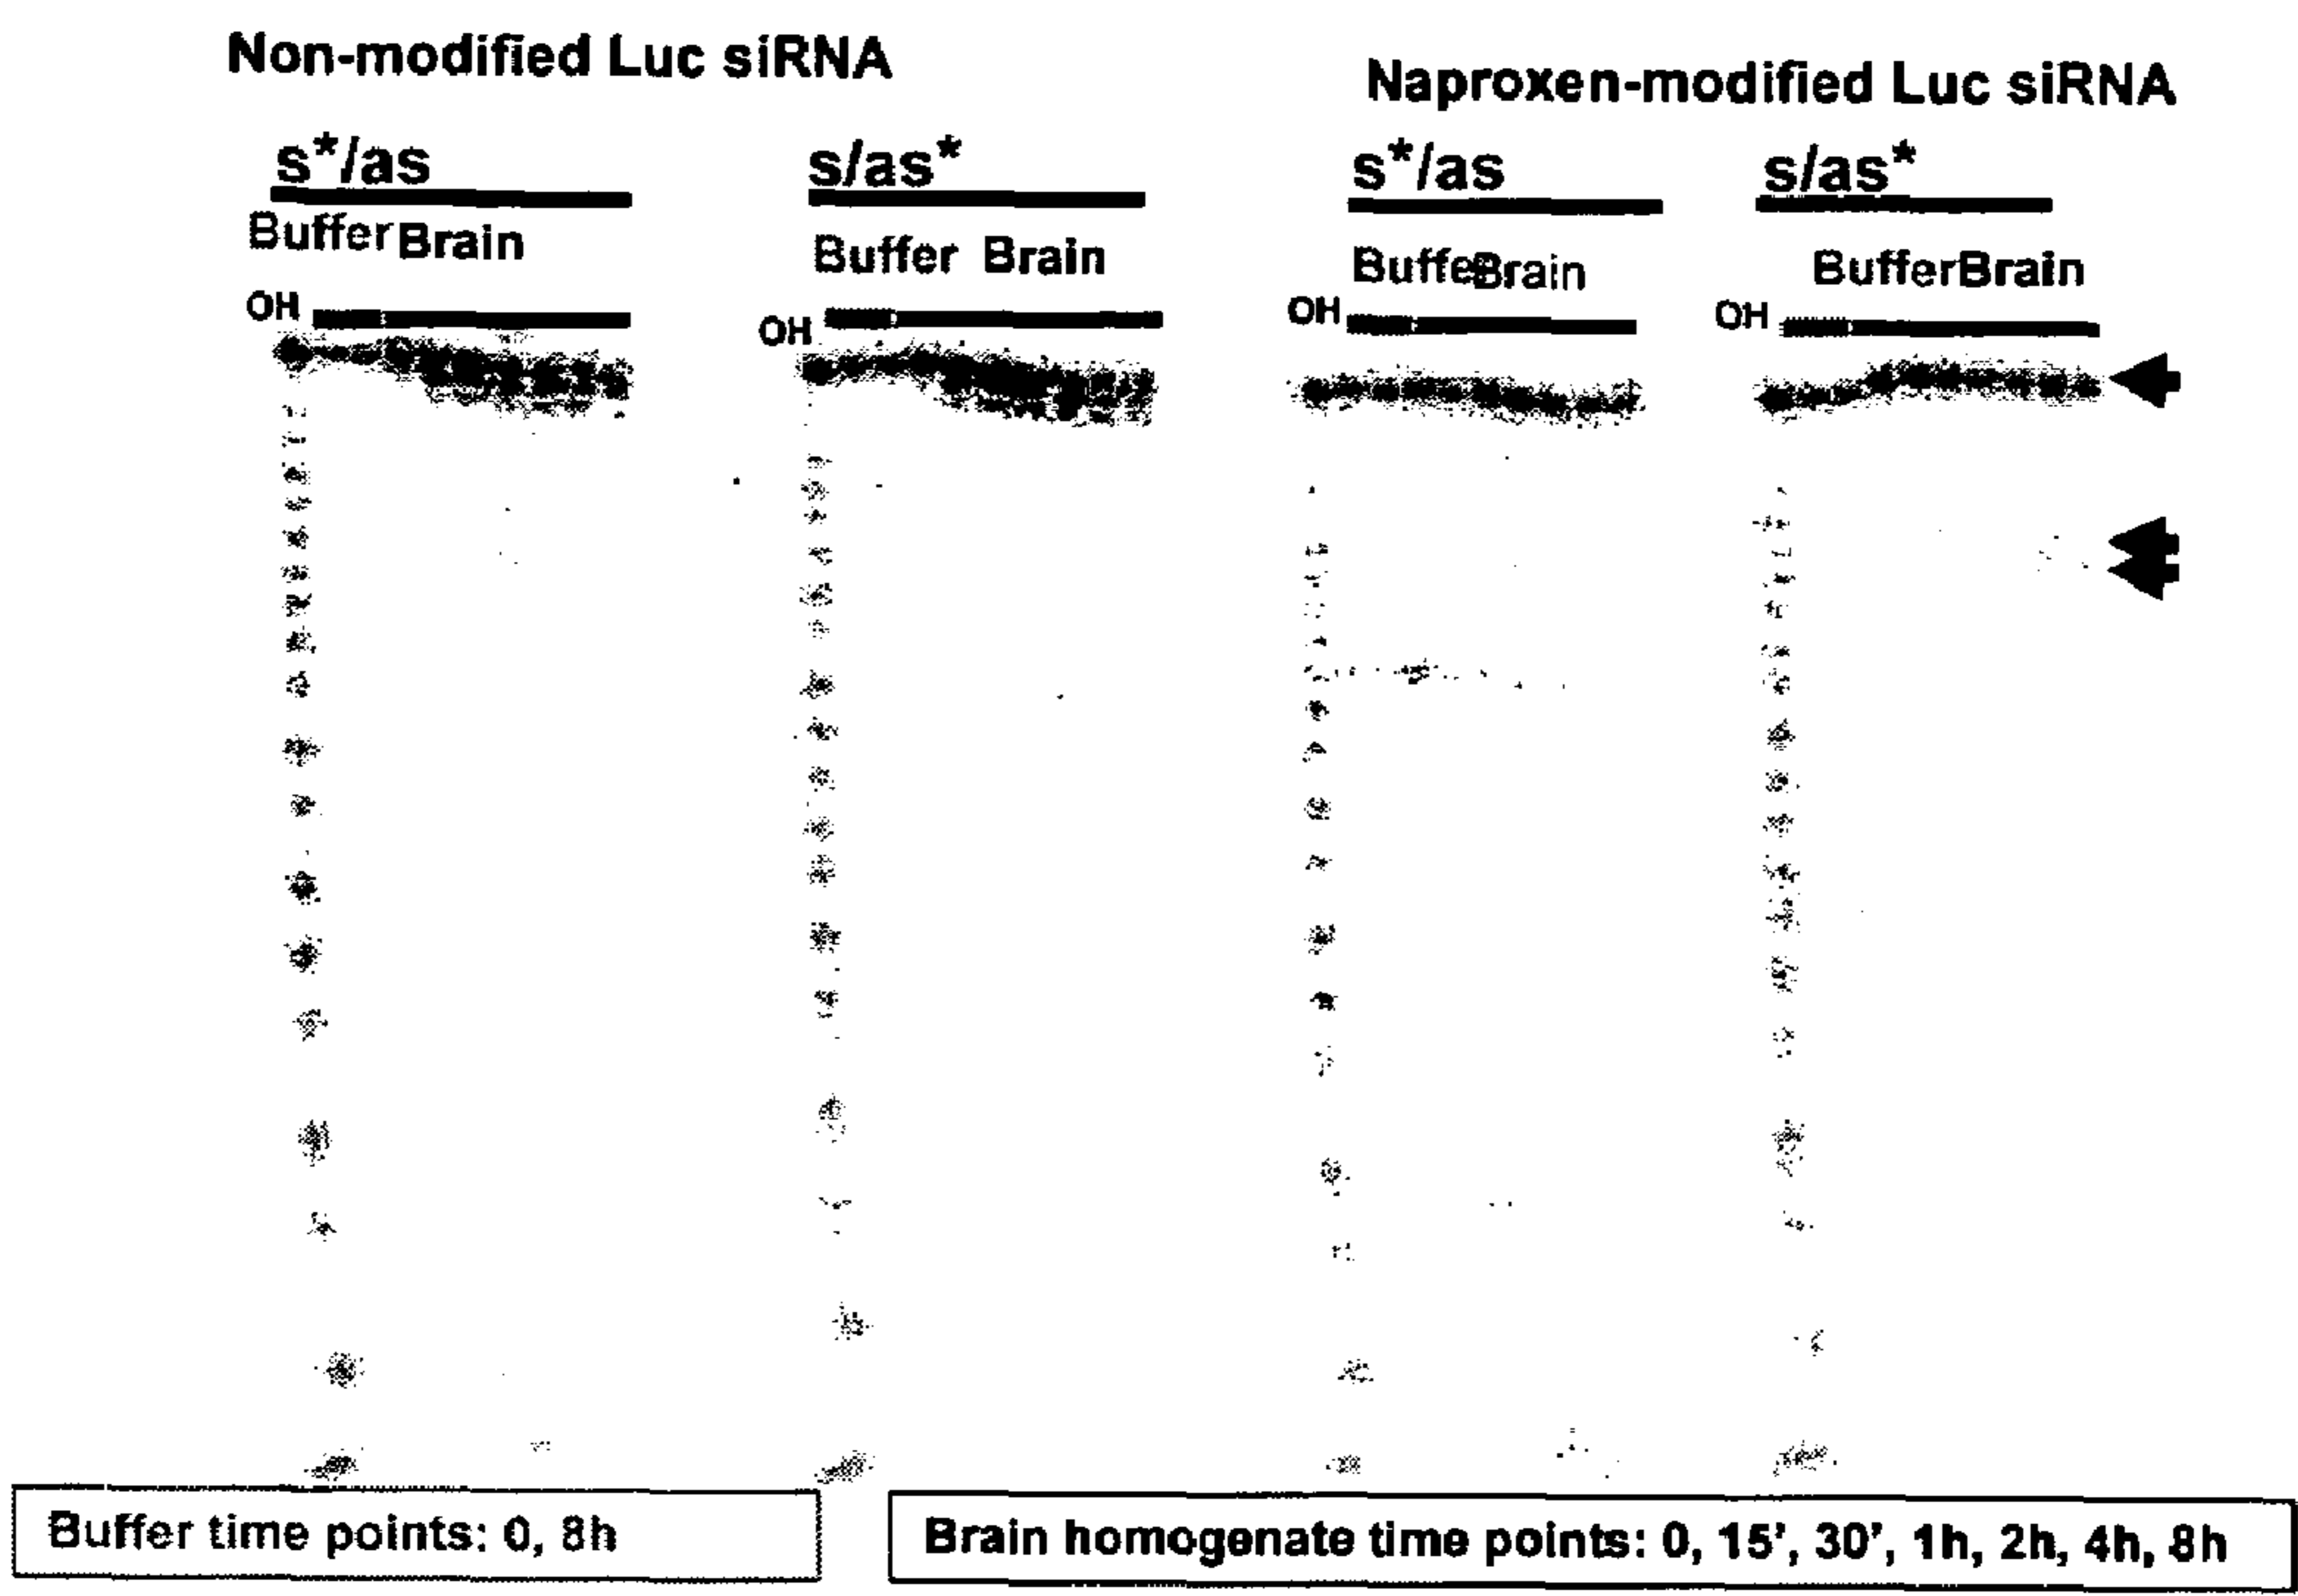 Non-modified Luc siRNA
Naproxen-modified Luc siRNA
s*/as
s/as*
s*/as
s/as*
Buffer Brain
Buffer Brain
Buffer Brain
Buffer Brain
OH
OH
OH
OH
Buffer time points: 0, 8h
Brain homogenate time points: 0, 15', 30', 1h, 2h, 4h, 8h